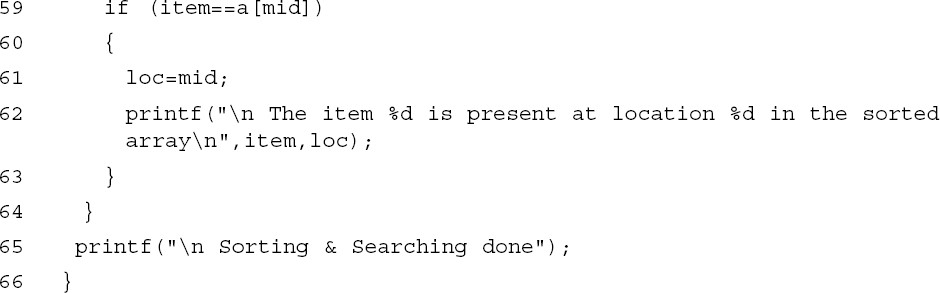 59 if (item==a[mid])
60 {
61 loc=mid;
62 printf("\n The item %d is present at location %d in the sorted
array\n",item,loc);
63 }
64 }
65 printf("\n Sorting & Searching done");
66 }